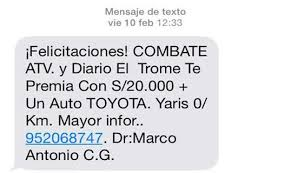 Mensaje de texto
vie 10 feb 12:33
¡Felicitaciones! COMBATE
ATV. y Diario El Trome Te
Premia Con S/20.000 +
Un Auto TOYOTA. Yaris 0/
Km. Mayor infor..
952068747. Dr:Marco
Antonio C.G.